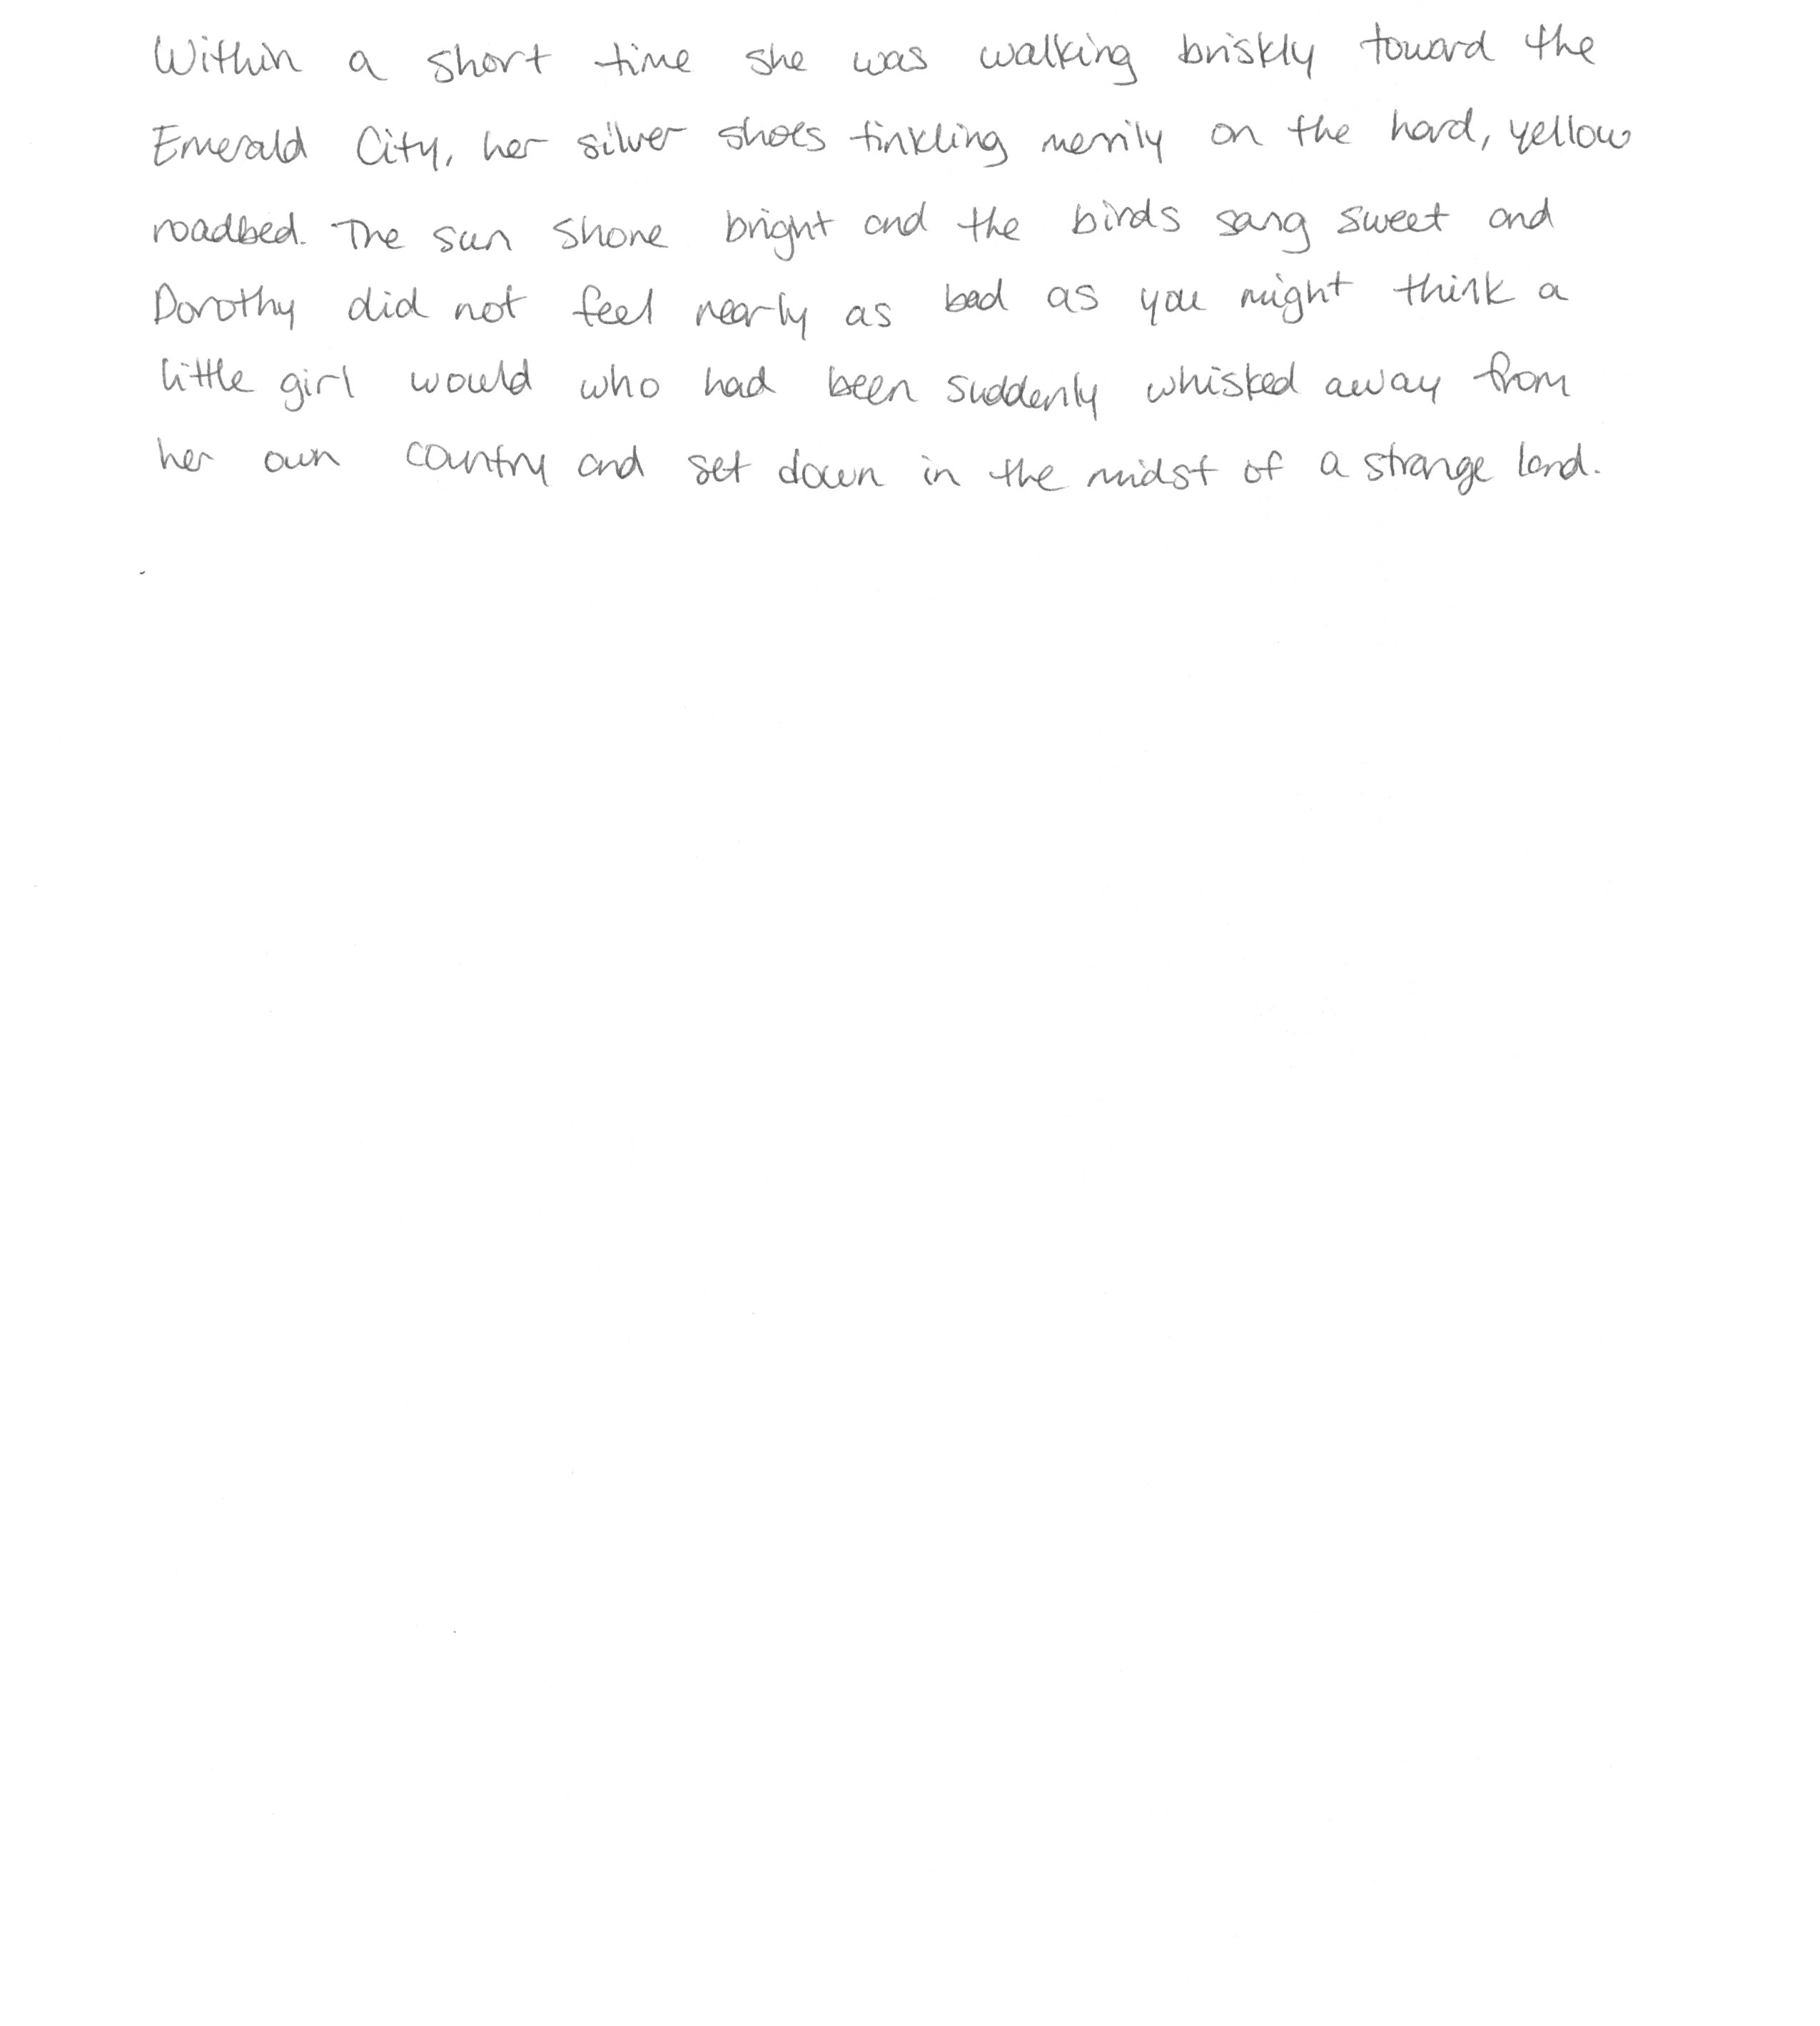 Within a short time she was walking briskly toward the
Emerald City, her silver shoes tinkling merrily on the hard, yellow
roadbed. The sun shone bright and the birds sang sweet and
Dorothy did not feel nearly as bad as you might think a
little girl would who had been suddenly whisked away from
her own country and set down in the midst of a strange land.